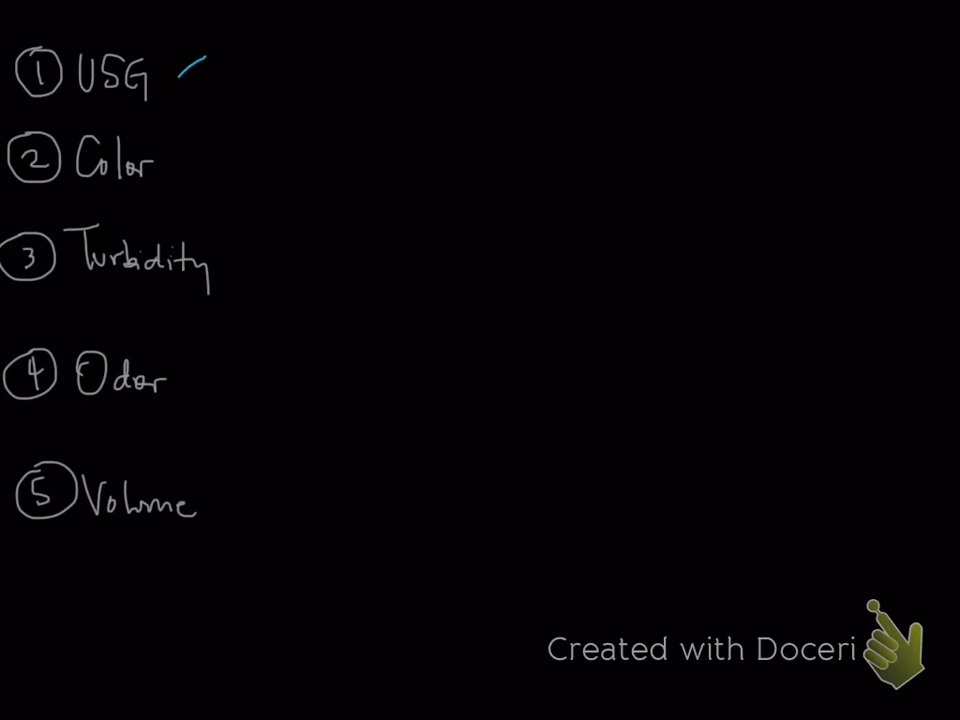 1 USG
2 Color
3 Turbidity
4 Odor
5 Volume
Created with Doceri